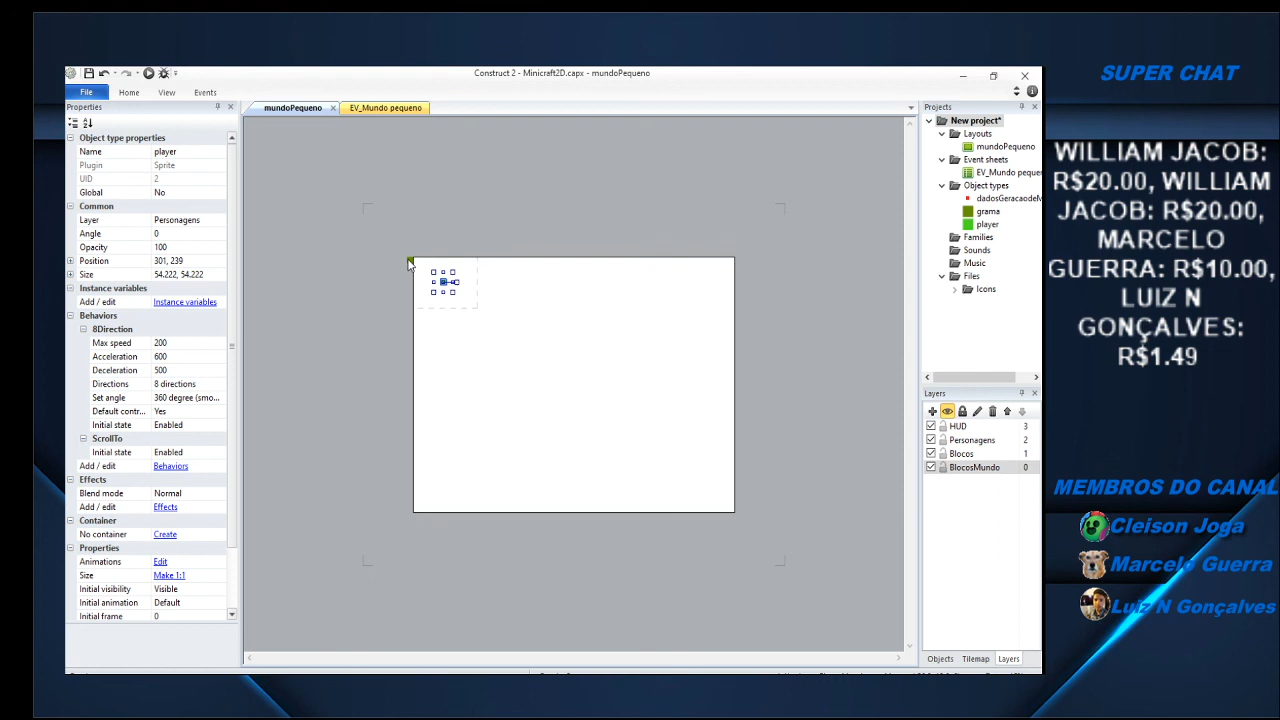 SUPER CHAT
WILLIAM JACOB:
R$20.00, WILLIAM
JACOB: R$20.00,
MARCELO
GUERRA: R$10.00,
LUIZ N
GONÇALVES:
R$1.49
MEMBROS DO CANAL
Cleison Joga
Marcelo Guerra
Luiz N Gonçalves
Construct 2 - Minicraft2D.capx - mundoPequeno
File Home View Events
Properties
mundoPequeno
EV_Mundo pequeno
Object type properties
Name player
Plugin Sprite
UID 2
Global No
Common
Layer Personagens
Angle 0
Opacity 100
Position 301, 239
Size 54.222, 54.222
Instance variables
Add / edit Instance variables
Behaviors
8Direction
Max speed 200
Acceleration 600
Deceleration 500
Directions 8 directions
Set angle 360 degree (smo...
Default contr... Yes
Initial state Enabled
ScrollTo
Initial state Enabled
Add / edit Behaviors
Effects
Blend mode Normal
Add / edit Effects
Container
No container Create
Properties
Animations Edit
Size Make 1:1
Initial visibility Visible
Initial animation Default
Initial frame 0
Projects
New project*
Layouts
mundoPequeno
Event sheets
EV_Mundo peque
Object types
dadosGeracaodeM
grama
player
Families
Sounds
Music
Files
Icons
Layers
HUD 3
Personagens 2
Blocos 1
BlocosMundo 0
Objects Tilemap Layers